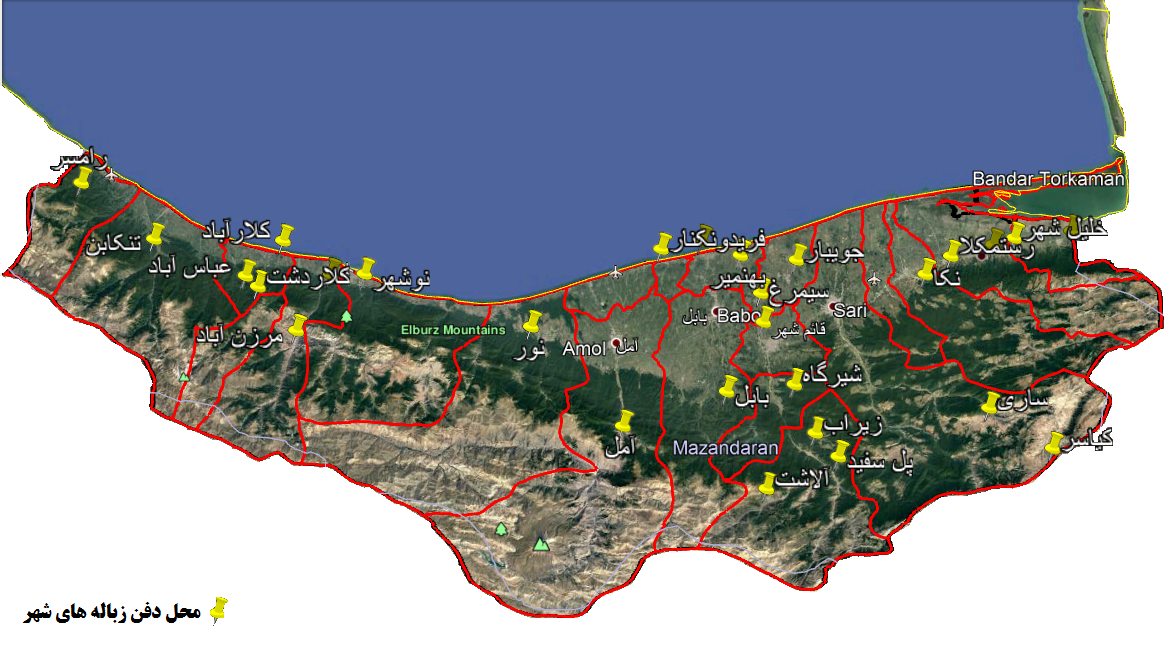 رامسر
Bandar Torkaman
تنکابن
کلارآباد
عباس آباد
کلاردشت
نوشهر
مرزن آباد
Elburz Mountains
نور
Amol
آمل
آمل
فریدونکنار
بهنمیر
جویبار
سیمرغ
بابل
Babo
Sari
قائم شهر
نکا
رستمکلا
خلیل شهر
بابل
شیرگاه
زیراب
Mazandaran
پل سفید
آلاشت
ساری
کیاسر
محل دفن زباله های شهر